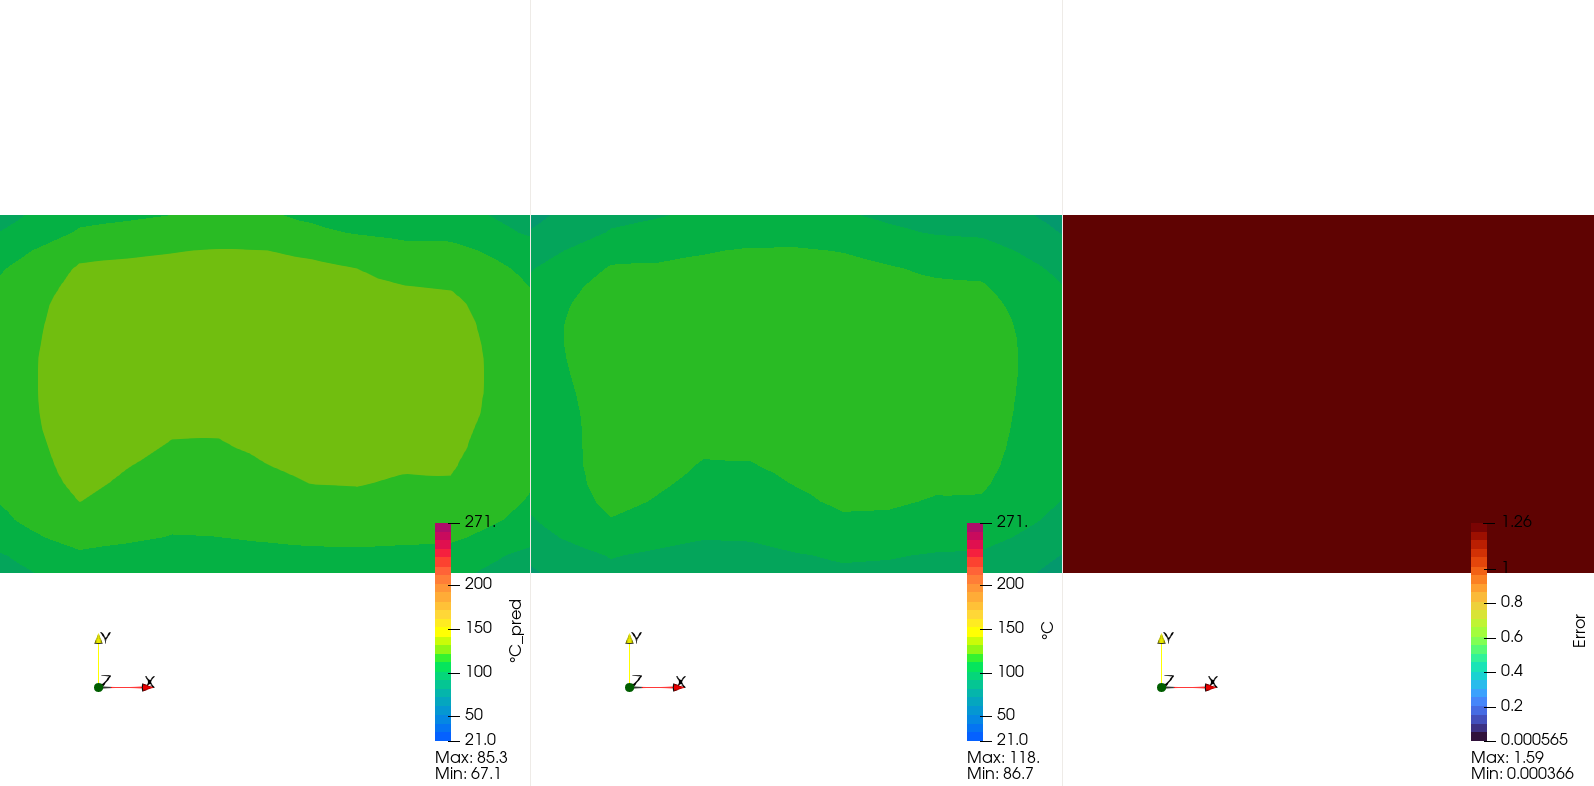 271.
200
150
100
50
21.0
°C_pred
Max: 85.3
Min: 67.1
Y
Z
X
271.
200
150
100
50
21.0
°C
Max: 118.
Min: 86.7
Y
Z
X
1.26
1
0.8
0.6
0.4
0.2
0.000565
Error
Max: 1.59
Min: 0.000366
Y
Z
X